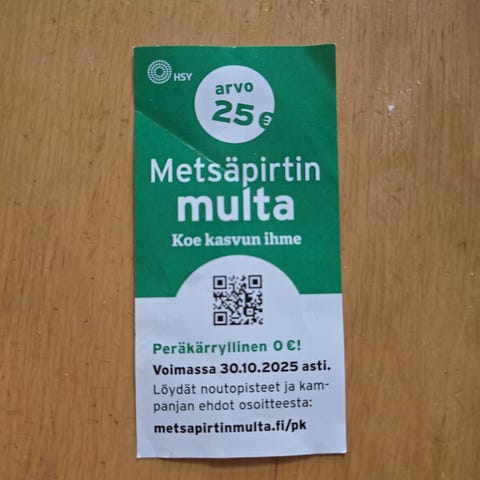 HSY
arvo
25 €
Metsäpirtin
multa
Koe kasvun ihme
Peräkärryllinen 0 €!
Voimassa 30.10.2025 asti.
Löydät noutopisteet ja kam-
panjan ehdot osoitteesta:
metsapirtinmulta.fi/pk